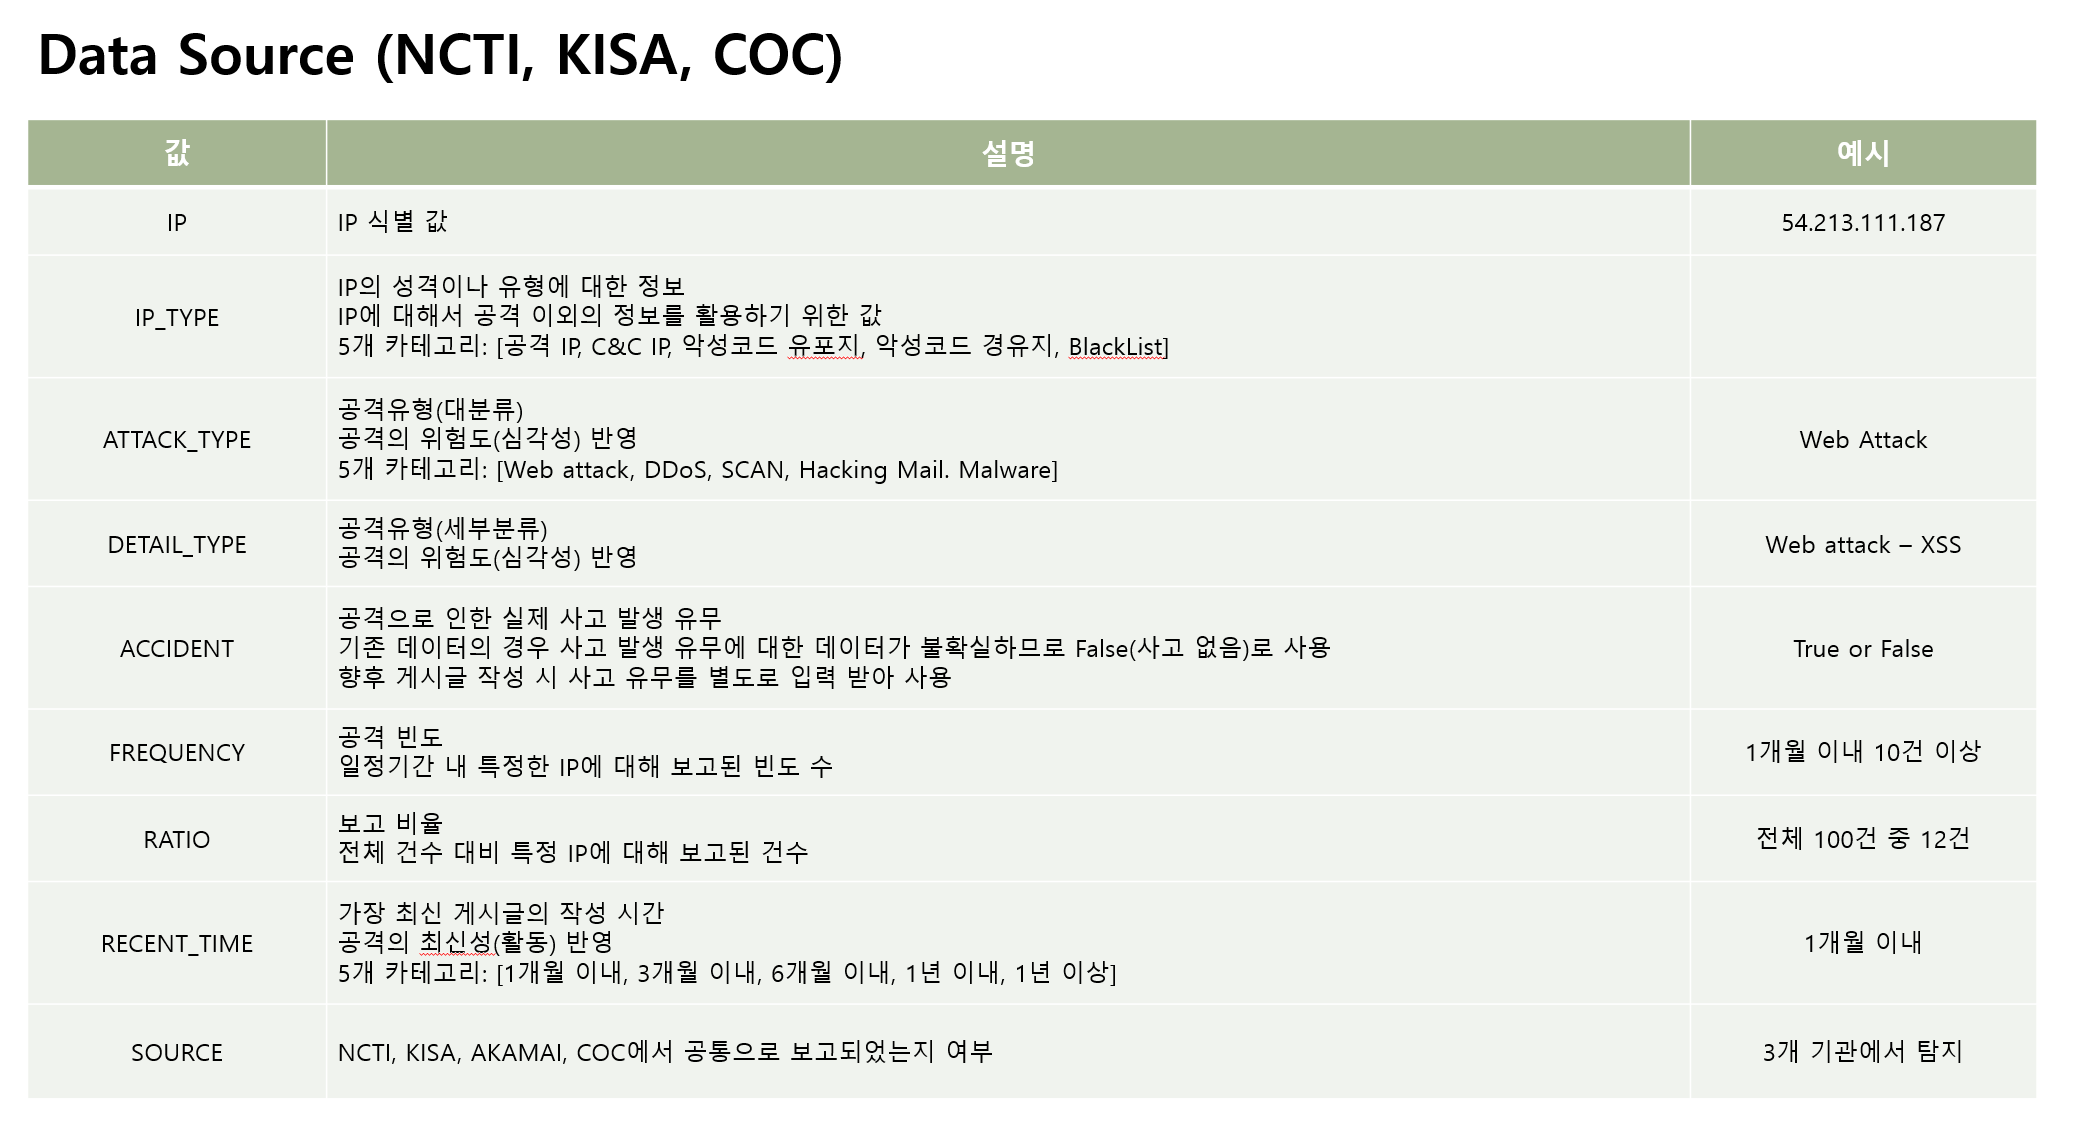 Data Source (NCTI, KISA, COC)
값 설명 예시
IP IP 식별 값 54.213.111.187
IP_TYPE
IP의 성격이나 유형에 대한 정보
IP에 대해서 공격 이외의 정보를 활용하기 위한 값
5개 카테고리: [공격 IP, C&C IP, 악성코드 유포지, 악성코드 경유지, BlackList]
ATTACK_TYPE
공격유형(대분류)
공격의 위험도(심각성) 반영
5개 카테고리: [Web attack, DDoS, SCAN, Hacking Mail. Malware]
Web Attack
DETAIL_TYPE
공격유형(세부분류)
공격의 위험도(심각성) 반영
Web attack – XSS
ACCIDENT
공격으로 인한 실제 사고 발생 유무
기존 데이터의 경우 사고 발생 유무에 대한 데이터가 불확실하므로 False(사고 없음)로 사용
향후 게시글 작성 시 사고 유무를 별도로 입력 받아 사용
True or False
FREQUENCY
공격 빈도
일정기간 내 특정한 IP에 대해 보고된 빈도 수
1개월 이내 10건 이상
RATIO
보고 비율
전체 건수 대비 특정 IP에 대해 보고된 건수
전체 100건 중 12건
RECENT_TIME
가장 최신 게시글의 작성 시간
공격의 최신성(활동) 반영
5개 카테고리: [1개월 이내, 3개월 이내, 6개월 이내, 1년 이내, 1년 이상]
1개월 이내
SOURCE NCTI, KISA, AKAMAI, COC에서 공통으로 보고되었는지 여부 3개 기관에서 탐지